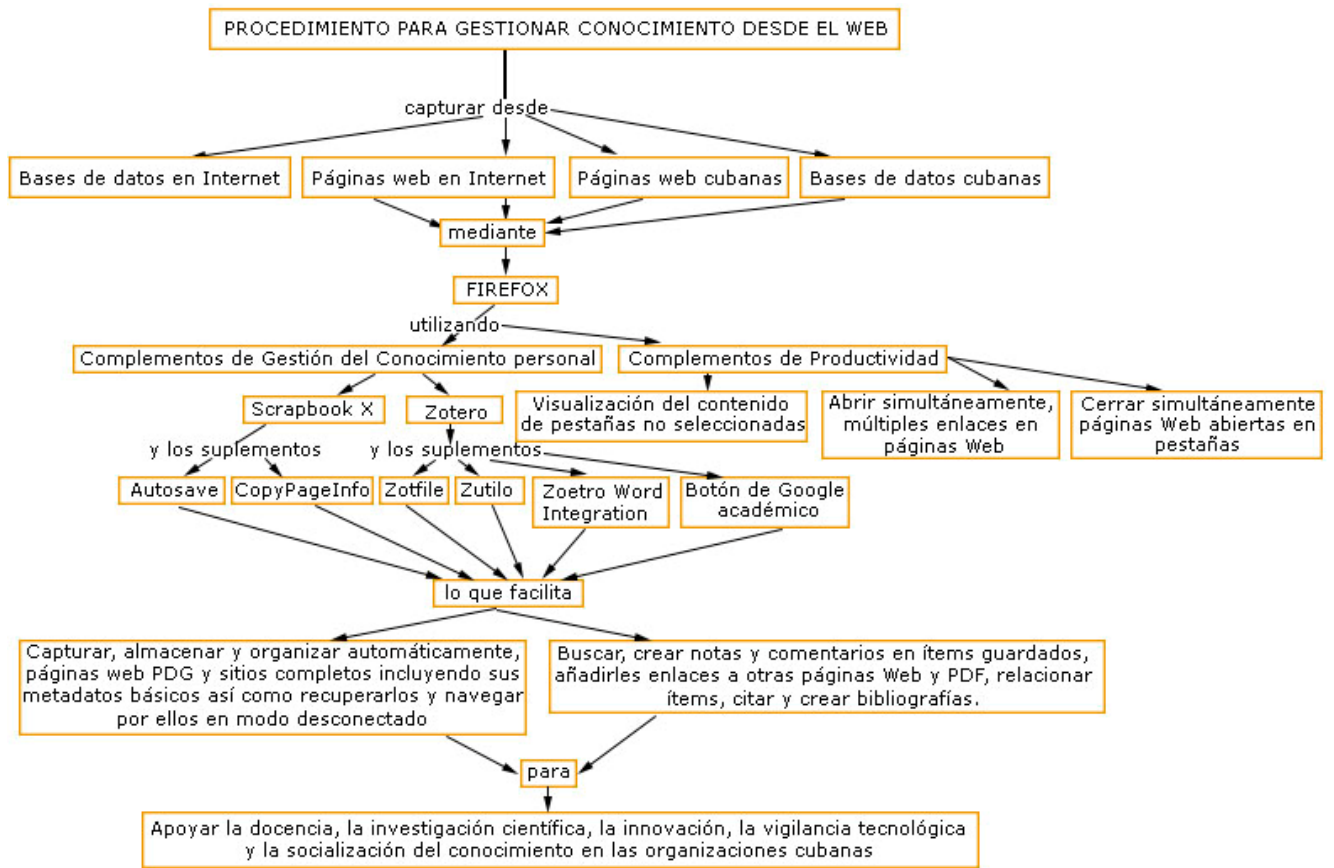 PROCEDIMIENTO PARA GESTIONAR CONOCIMIENTO DESDE EL WEB
capturar desde
Bases de datos en Internet
Páginas web en Internet
Páginas web cubanas
Bases de datos cubanas
mediante
FIREFOX
utilizando
Complementos de Gestión del Conocimiento personal
Complementos de Productividad
Scrapbook X
Zotero
Visualización del contenido
de pestañas no seleccionadas
Abrir simultáneamente,
múltiples enlaces en
páginas Web
Cerrar simultáneamente
páginas Web abiertas en
pestañas
y los suplementos
y los suplementos
Autosave
CopyPageInfo
Zotfile
Zutilo
Zoetro Word
Integration
Botón de Google
académico
lo que facilita
Capturar, almacenar y organizar automáticamente,
páginas web PDG y sitios completos incluyendo sus
metadatos básicos así como recuperarlos y navegar
por ellos en modo desconectado
Buscar, crear notas y comentarios en ítems guardados,
añadirles enlaces a otras páginas Web y PDF, relacionar
ítems, citar y crear bibliografías.
para
Apoyar la docencia, la investigación científica, la innovación, la vigilancia tecnológica
y la socialización del conocimiento en las organizaciones cubanas